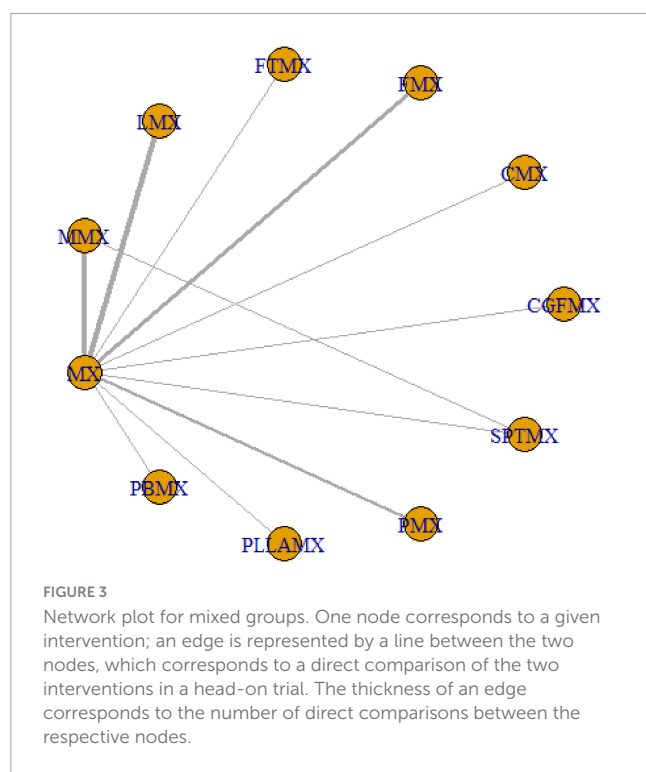 FTMX
FMX
LMX
CMX
MMX
CGFMX
MX
SPTMX
PBMX
PMX
PLLAMX
FIGURE 3
Network plot for mixed groups. One node corresponds to a given
intervention; an edge is represented by a line between the two
nodes, which corresponds to a direct comparison of the two
interventions in a head-on trial. The thickness of an edge
corresponds to the number of direct comparisons between the
respective nodes.